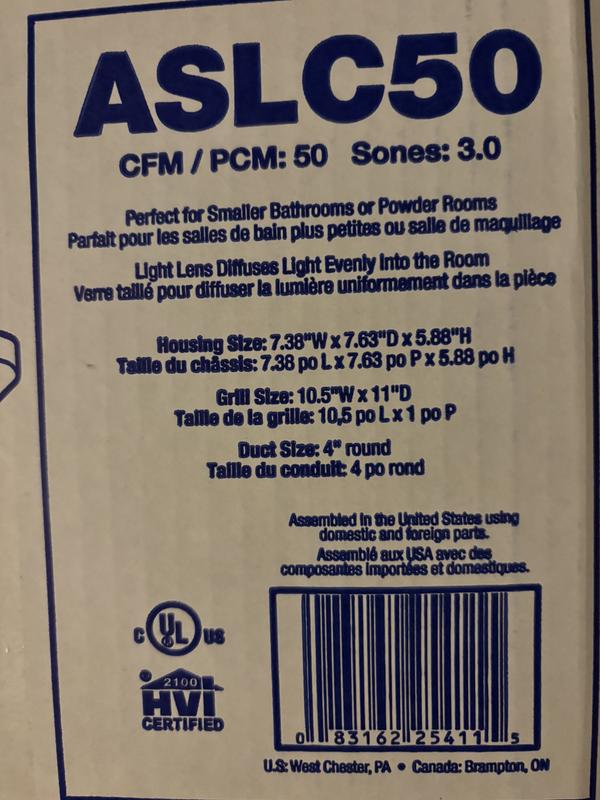 ASLC50
CFM / PCM: 50 Sones: 3.0
Perfect for Smaller Bathrooms or Powder Rooms
Parfait pour les salles de bain plus petites ou salle de maquillage
Light Lens Diffuses Light Evenly Into the Room
Verre taillé pour diffuser la lumière uniformement dans la pièce
Housing Size: 7.38"W x 7.63"D x 5.88"H
Taille du châssis: 7.38 po L x 7.63 po P x 5.88 po H
Grill Size: 10.5"W x 11"D
Taille de la grille: 10,5 po L x 1 po P
Duct Size: 4" round
Taille du conduit: 4 po rond
Assembled in the United States using
domestic and foreign parts.
Assemblé aux USA avec des
composantes importées et domestiques.
C UL US
2100
HVI
CERTIFIED
0 83162 25411 5
U.S: West Chester, PA • Canada: Brampton, ON